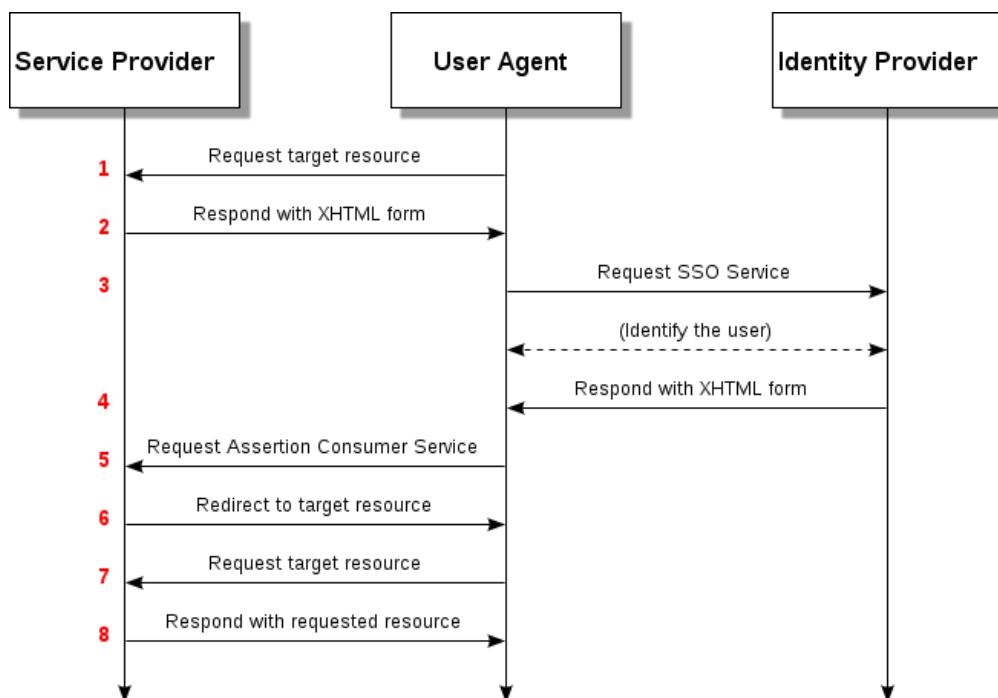 Service Provider
User Agent
Identity Provider
1
Request target resource
2
Respond with XHTML form
3
Request SSO Service
(Identify the user)
4
Respond with XHTML form
5
Request Assertion Consumer Service
6
Redirect to target resource
7
Request target resource
8
Respond with requested resource